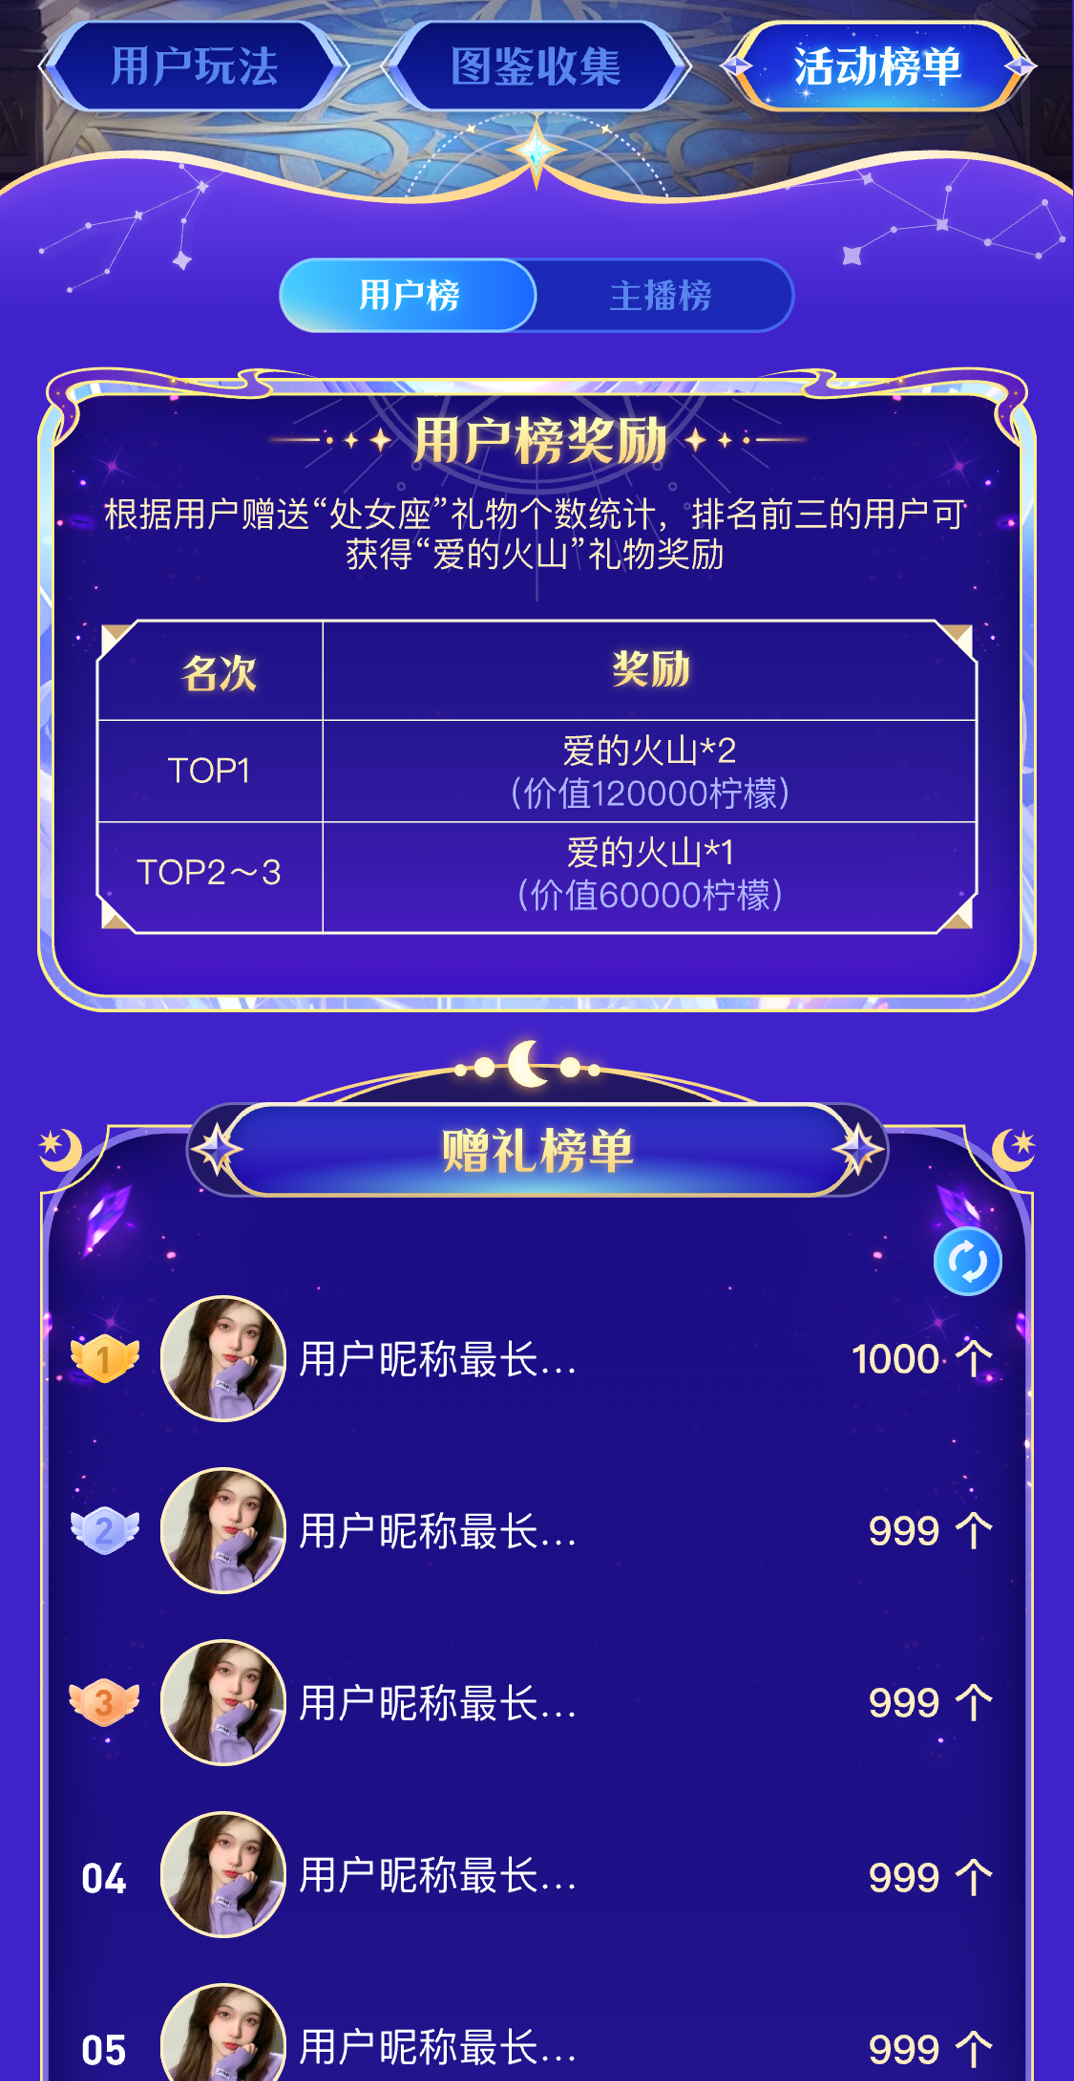 用户玩法 图鉴收集 活动榜单
用户榜 主播榜
用户榜奖励
根据用户赠送“处女座”礼物个数统计，排名前三的用户可
获得“爱的火山”礼物奖励
名次 奖励
TOP1 爱的火山*2
（价值120000柠檬）
TOP2～3 爱的火山*1
（价值60000柠檬）
赠礼榜单
1 用户昵称最长... 1000 个
2 用户昵称最长... 999 个
3 用户昵称最长... 999 个
04 用户昵称最长... 999 个
05 用户昵称最长... 999 个